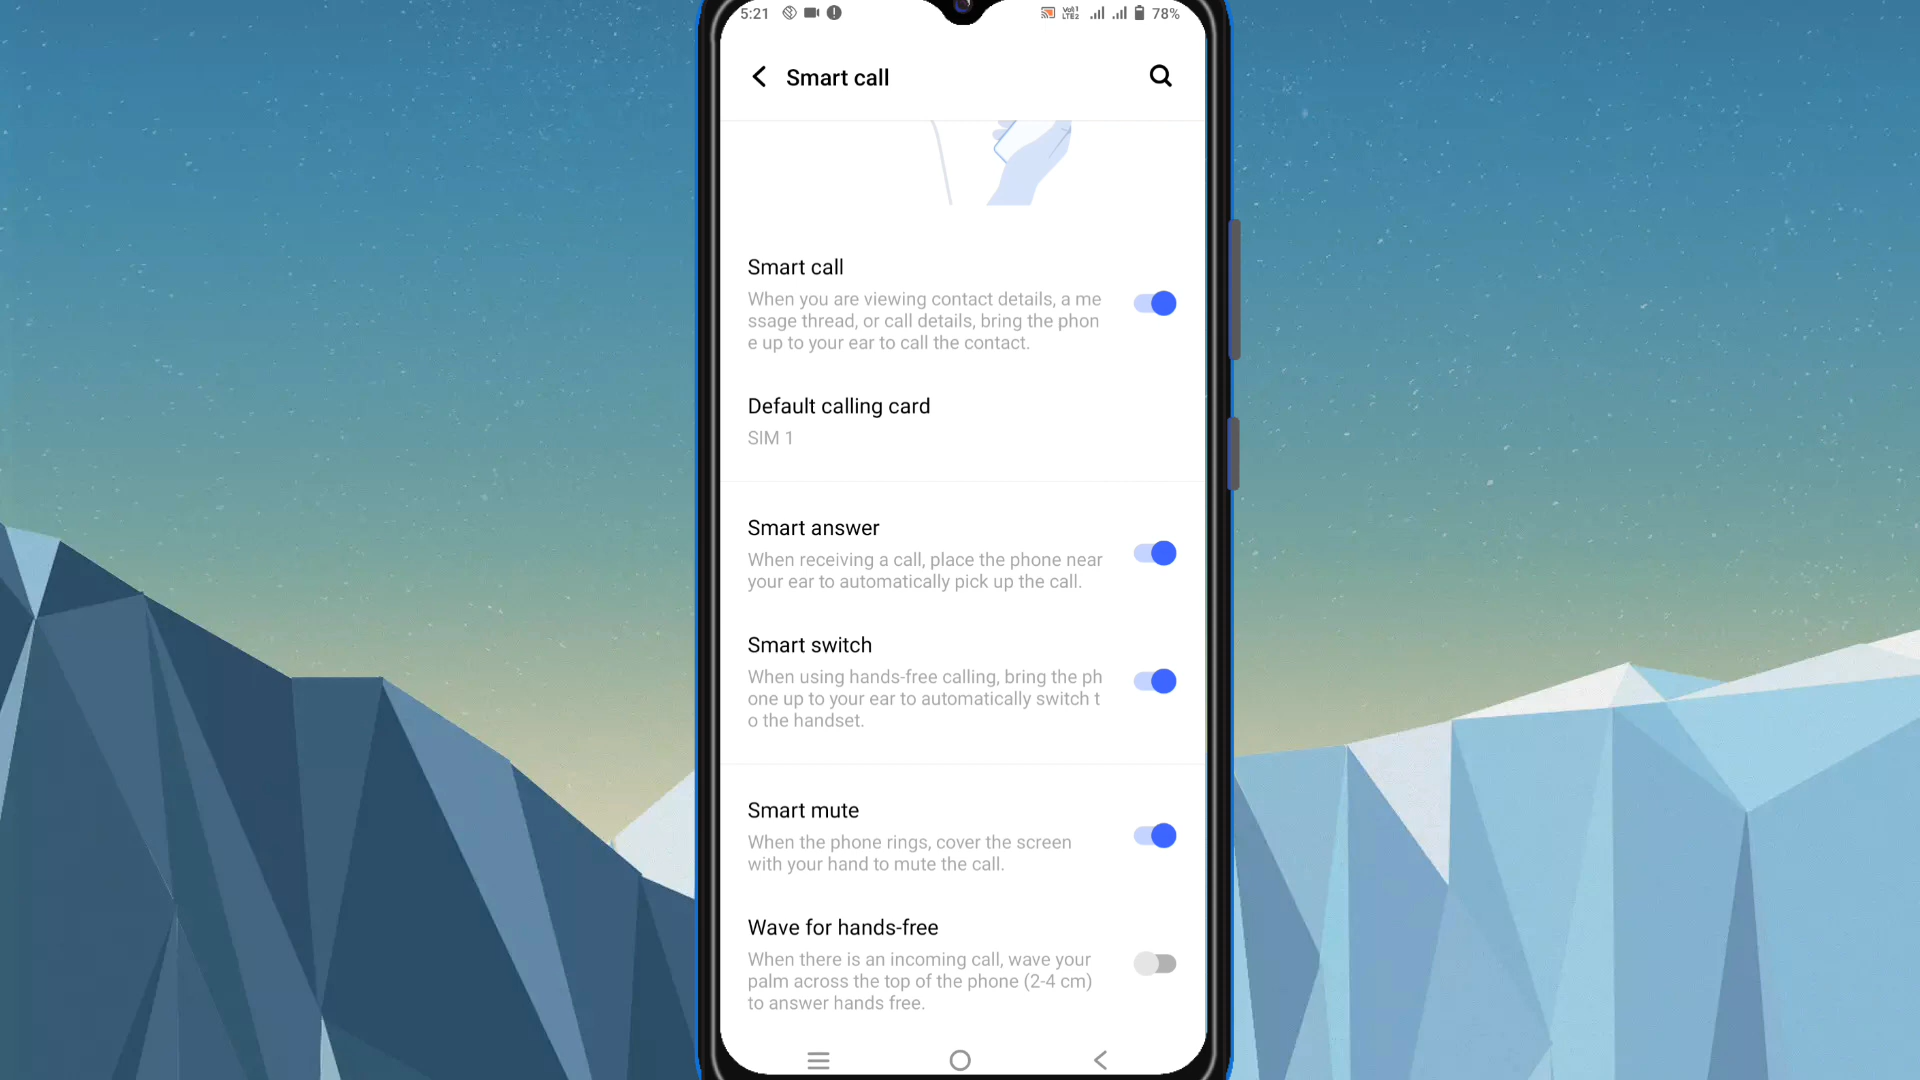 5:21
VoI1
LTE2
78%
Smart call
Smart call
When you are viewing contact details, a me
ssage thread, or call details, bring the phon
e up to your ear to call the contact.
Default calling card
SIM 1
Smart answer
When receiving a call, place the phone near
your ear to automatically pick up the call.
Smart switch
When using hands-free calling, bring the ph
one up to your ear to automatically switch t
o the handset.
Smart mute
When the phone rings, cover the screen
with your hand to mute the call.
Wave for hands-free
When there is an incoming call, wave your
palm across the top of the phone (2-4 cm)
to answer hands free.